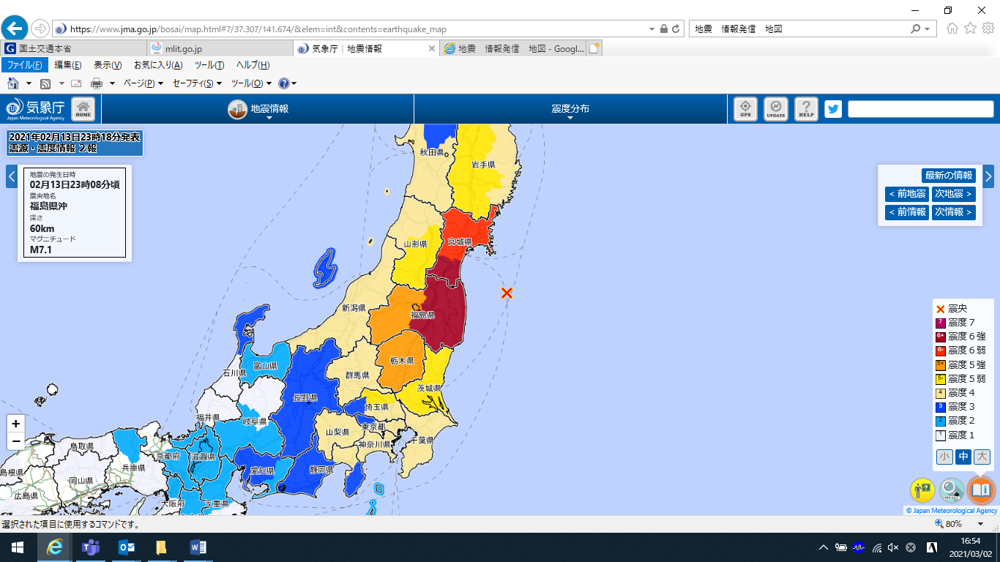 https://www.jma.go.jp/bosai/map.html#7/37.307/141.674/&elem=int&contents=earthquake_map
地震 情報発信 地図
国土交通本省
mlit.go.jp
気象庁｜地震情報
地震 情報発信 地図 - Googl...
ファイル(F) 編集(E) 表示(V) お気に入り(A) ツール(T) ヘルプ(H)
ページ(P) セーフティ(S) ツール(O)
気象庁
Japan Meteorological Agency
HOME
地震情報
震度分布
GPS
UPDATE
HELP
2021年02月13日23時18分発表
震源・震度情報 2報
地震の発生日時
02月13日23時08分頃
震央地名
福島県沖
深さ
60km
マグニチュード
M7.1
最新の情報
< 前地震 次地震 >
< 前情報 次情報 >
秋田県
岩手県
山形県
宮城県
新潟県
福島県
富山県
石川県
栃木県
群馬県
茨城県
長野県
埼玉県
福井県
岐阜県
東京都
山梨県
神奈川県
千葉県
鳥取県
京都府
滋賀県
兵庫県
愛知県
静岡県
島根県
岡山県
広島県
大阪府
三重県
震央
7 震度7
6+ 震度6強
6- 震度6弱
5+ 震度5強
5- 震度5弱
4 震度4
3 震度3
2 震度2
1 震度1
小 中 大
+
−
© Japan Meteorological Agency
選択された項目に使用するコマンドです。
80%
16:54
2021/03/02